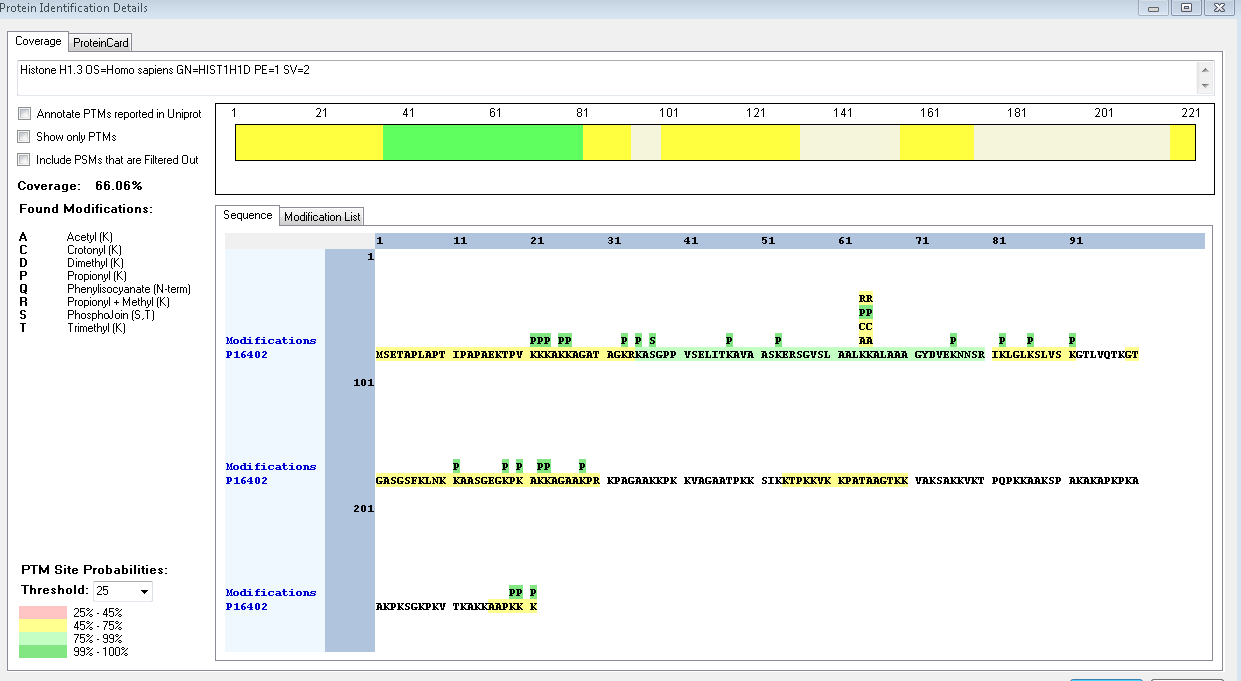 Protein Identification Details
Coverage ProteinCard
Histone H1.3 OS=Homo sapiens GN=HIST1H1D PE=1 SV=2
Annotate PTMs reported in Uniprot
Show only PTMs
Include PSMs that are Filtered Out
Coverage: 66.06%
1 21 41 61 81 101 121 141 161 181 201 221
Found Modifications:
A Acetyl (K)
C Crotonyl (K)
D Dimethyl (K)
P Propionyl (K)
Q Phenylisocyanate (N-term)
R Propionyl + Methyl (K)
S PhosphoJoin (S,T)
T Trimethyl (K)
Sequence Modification List
1 11 21 31 41 51 61 71 81 91
1
RR
PP
CC
Modifications PPP PP P P S P P AA P P P P
P16402 MSETAPLAPT IPAPAEKTPV KKKAKKAGAT AGKRKASGPP VSELITKAVA ASKERSGVSL AALKKALAAA GYDVEKNNSR IKLGLKSLVS KGTLVQTKGT
101
Modifications P P P PP P
P16402 GASGSFKLNK KAASGEGKPK AKKAGAAKPR KPAGAAKKPK KVAGAATPKK SIKKTPKKVK KPATAAGTKK VAKSAKKVKT PQPKKAAKSP AKAKAPKPKA
201
Modifications PP P
P16402 AKPKSGKPKV TKAKKAAPKK K
PTM Site Probabilities:
Threshold: 25
25% - 45%
45% - 75%
75% - 99%
99% - 100%